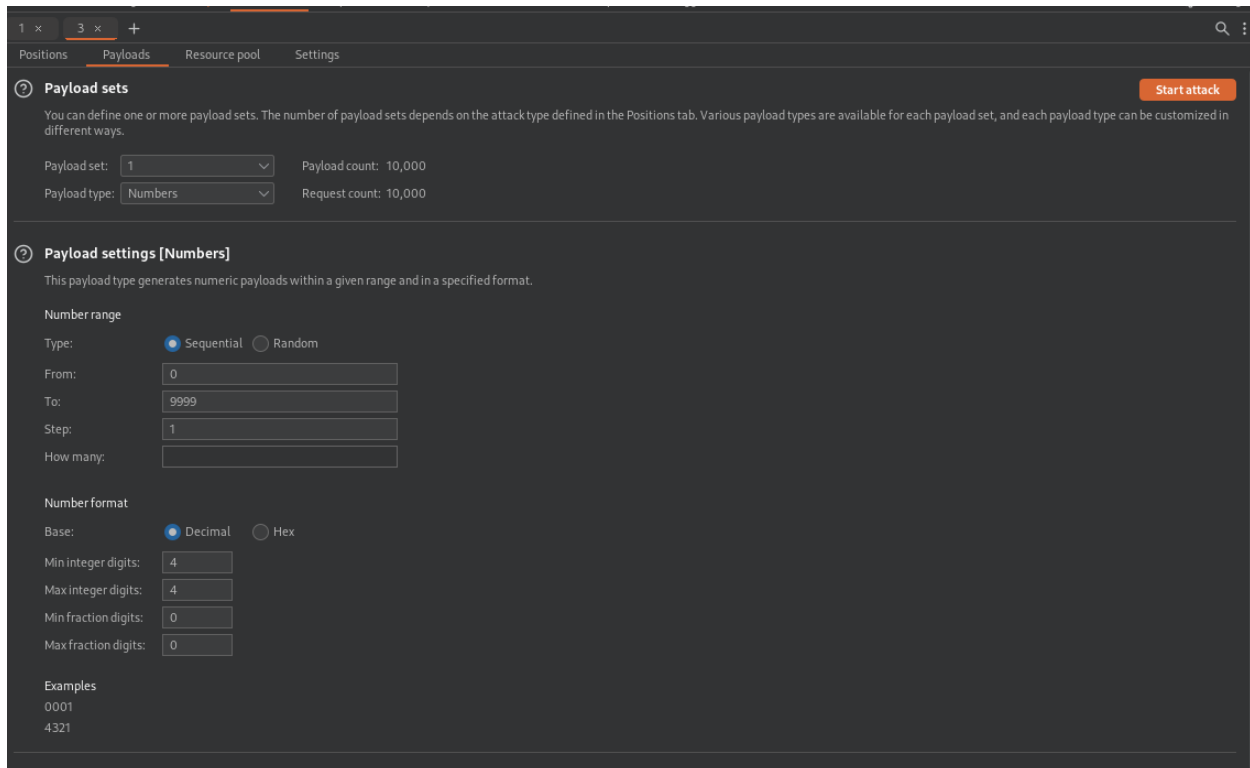 1 × 3 × +
Positions Payloads Resource pool Settings
? Payload sets Start attack
You can define one or more payload sets. The number of payload sets depends on the attack type defined in the Positions tab. Various payload types are available for each payload set, and each payload type can be customized in
different ways.
Payload set: 1 Payload count: 10,000
Payload type: Numbers Request count: 10,000
? Payload settings [Numbers]
This payload type generates numeric payloads within a given range and in a specified format.
Number range
Type: Sequential Random
From: 0
To: 9999
Step: 1
How many:
Number format
Base: Decimal Hex
Min integer digits: 4
Max integer digits: 4
Min fraction digits: 0
Max fraction digits: 0
Examples
0001
4321